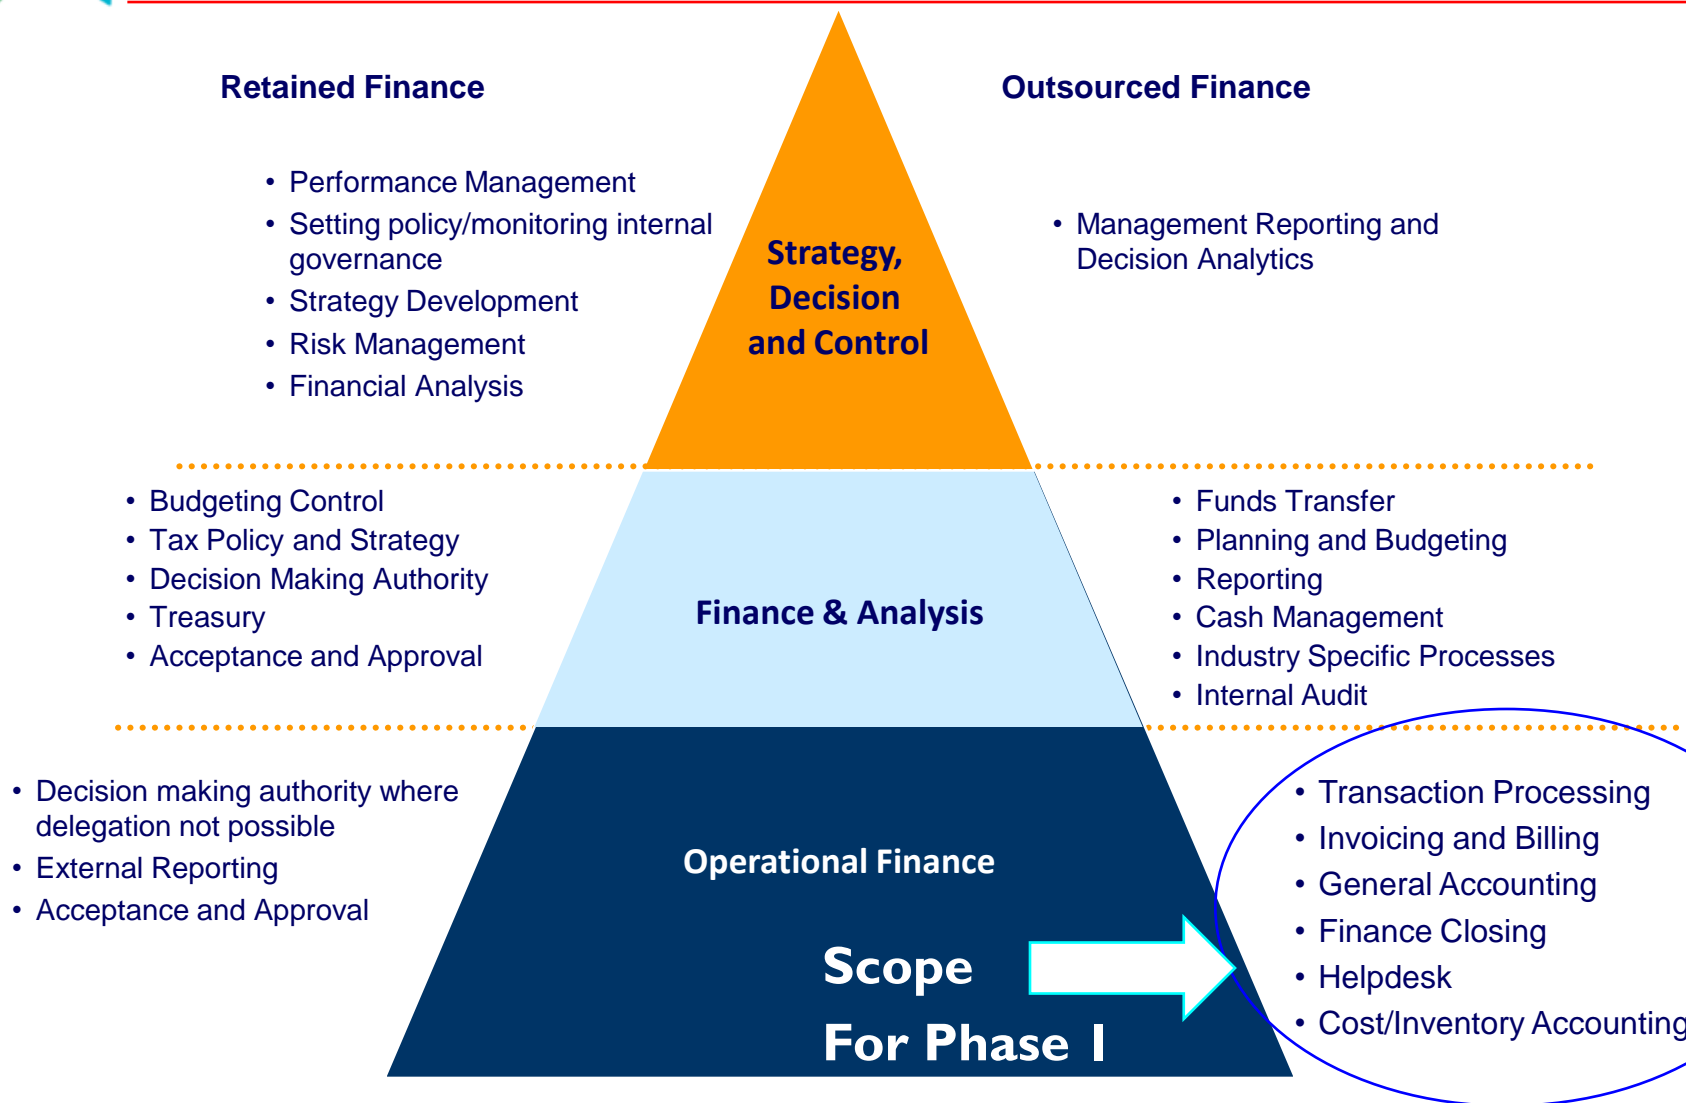 Retained Finance
Outsourced Finance
• Performance Management
• Setting policy/monitoring internal
governance
• Strategy Development
• Risk Management
• Financial Analysis
Strategy,
Decision
and Control
• Management Reporting and
Decision Analytics
• Budgeting Control
• Tax Policy and Strategy
• Decision Making Authority
• Treasury
• Acceptance and Approval
Finance & Analysis
• Funds Transfer
• Planning and Budgeting
• Reporting
• Cash Management
• Industry Specific Processes
• Internal Audit
• Decision making authority where
delegation not possible
• External Reporting
• Acceptance and Approval
Operational Finance
Scope
For Phase 1
• Transaction Processing
• Invoicing and Billing
• General Accounting
• Finance Closing
• Helpdesk
• Cost/Inventory Accounting